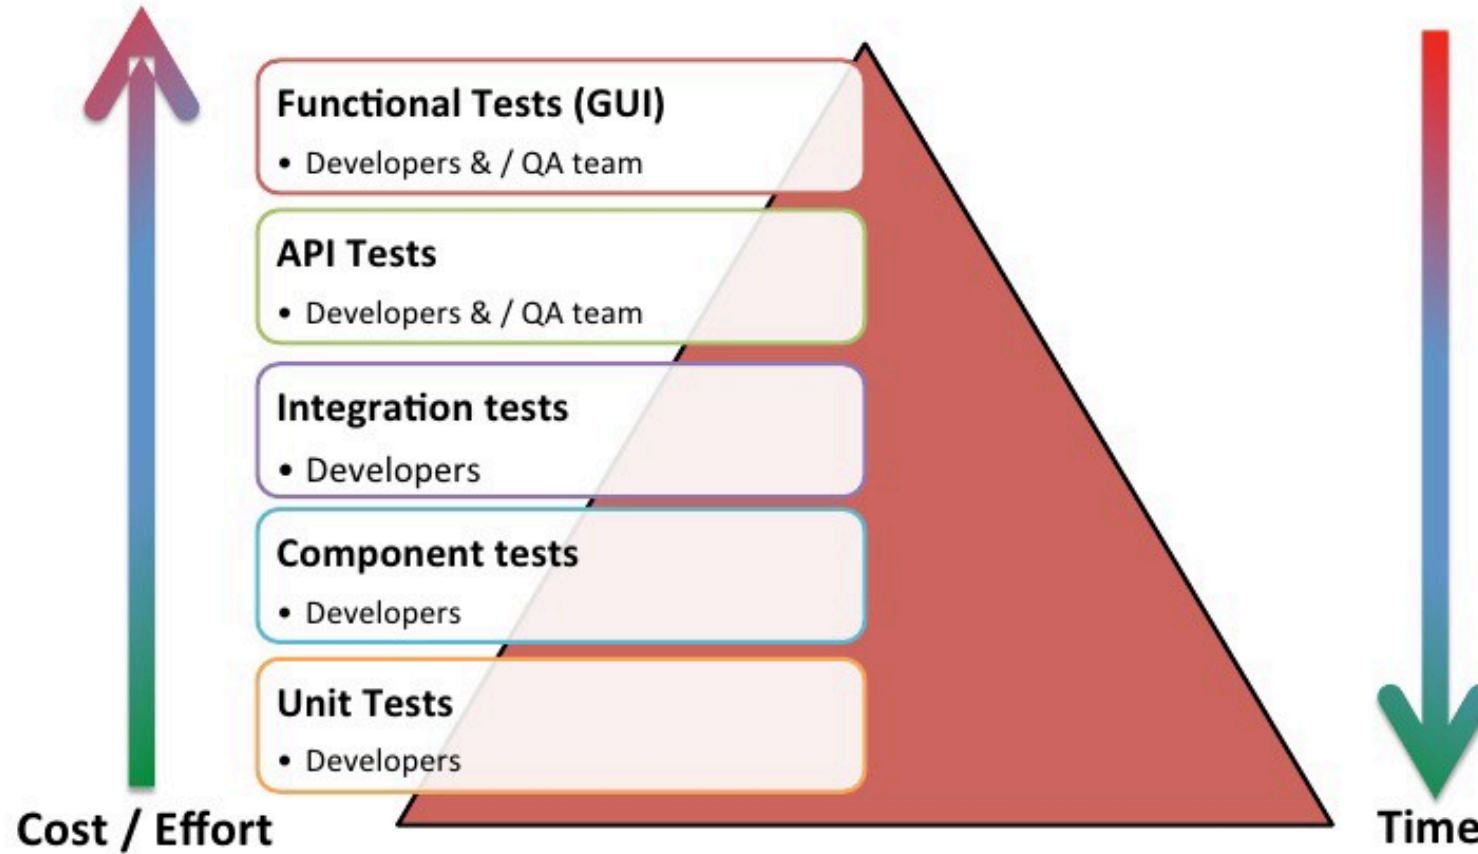 Functional Tests (GUI)
• Developers & / QA team
API Tests
• Developers & / QA team
Integration tests
• Developers
Component tests
• Developers
Unit Tests
• Developers
Cost / Effort
Time